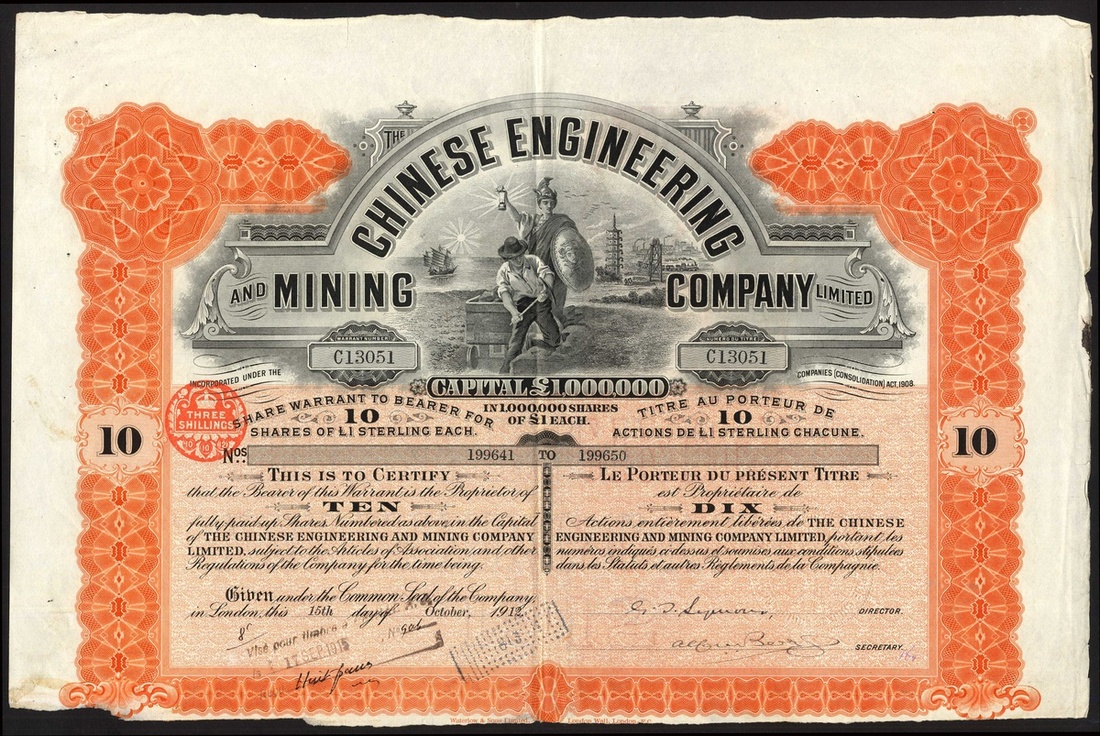 THE
CHINESE ENGINEERING
AND MINING COMPANY LIMITED
WARRANT NUMBER
C13051
NUMERO DU TITRE
C13051
INCORPORATED UNDER THE COMPANIES (CONSOLIDATION) ACT, 1908.
CAPITAL £1,000,000
IN 1,000,000 SHARES
OF £1 EACH.
THREE
SHILLINGS
SHARE WARRANT TO BEARER FOR
10
SHARES OF £1 STERLING EACH.
TITRE AU PORTEUR DE
10
ACTIONS DE £1 STERLING CHACUNE.
10
10
Nos. 199641 TO 199650
THIS IS TO CERTIFY
that the Bearer of this Warrant is the Proprietor of
TEN
fully paid up Shares Numbered as above in the Capital
of THE CHINESE ENGINEERING AND MINING COMPANY
LIMITED, subject to the Articles of Association and other
Regulations of the Company for the time being.
LE PORTEUR DU PRÉSENT TITRE
est Propriétaire de
DIX
Actions entièrement libérées de THE CHINESE
ENGINEERING AND MINING COMPANY LIMITED, portant les
numéros indiqués ci-dessus et soumises aux conditions stipulées
dans les Statuts et autres Règlements de la Compagnie.
Given under the Common Seal of the Company,
in London, this 15th day of October, 1912.
DIRECTOR.
SECRETARY.
Visé pour timbre
No 906
SEP. 1915
Waterlow & Sons Limited, London Wall, London, E.C.